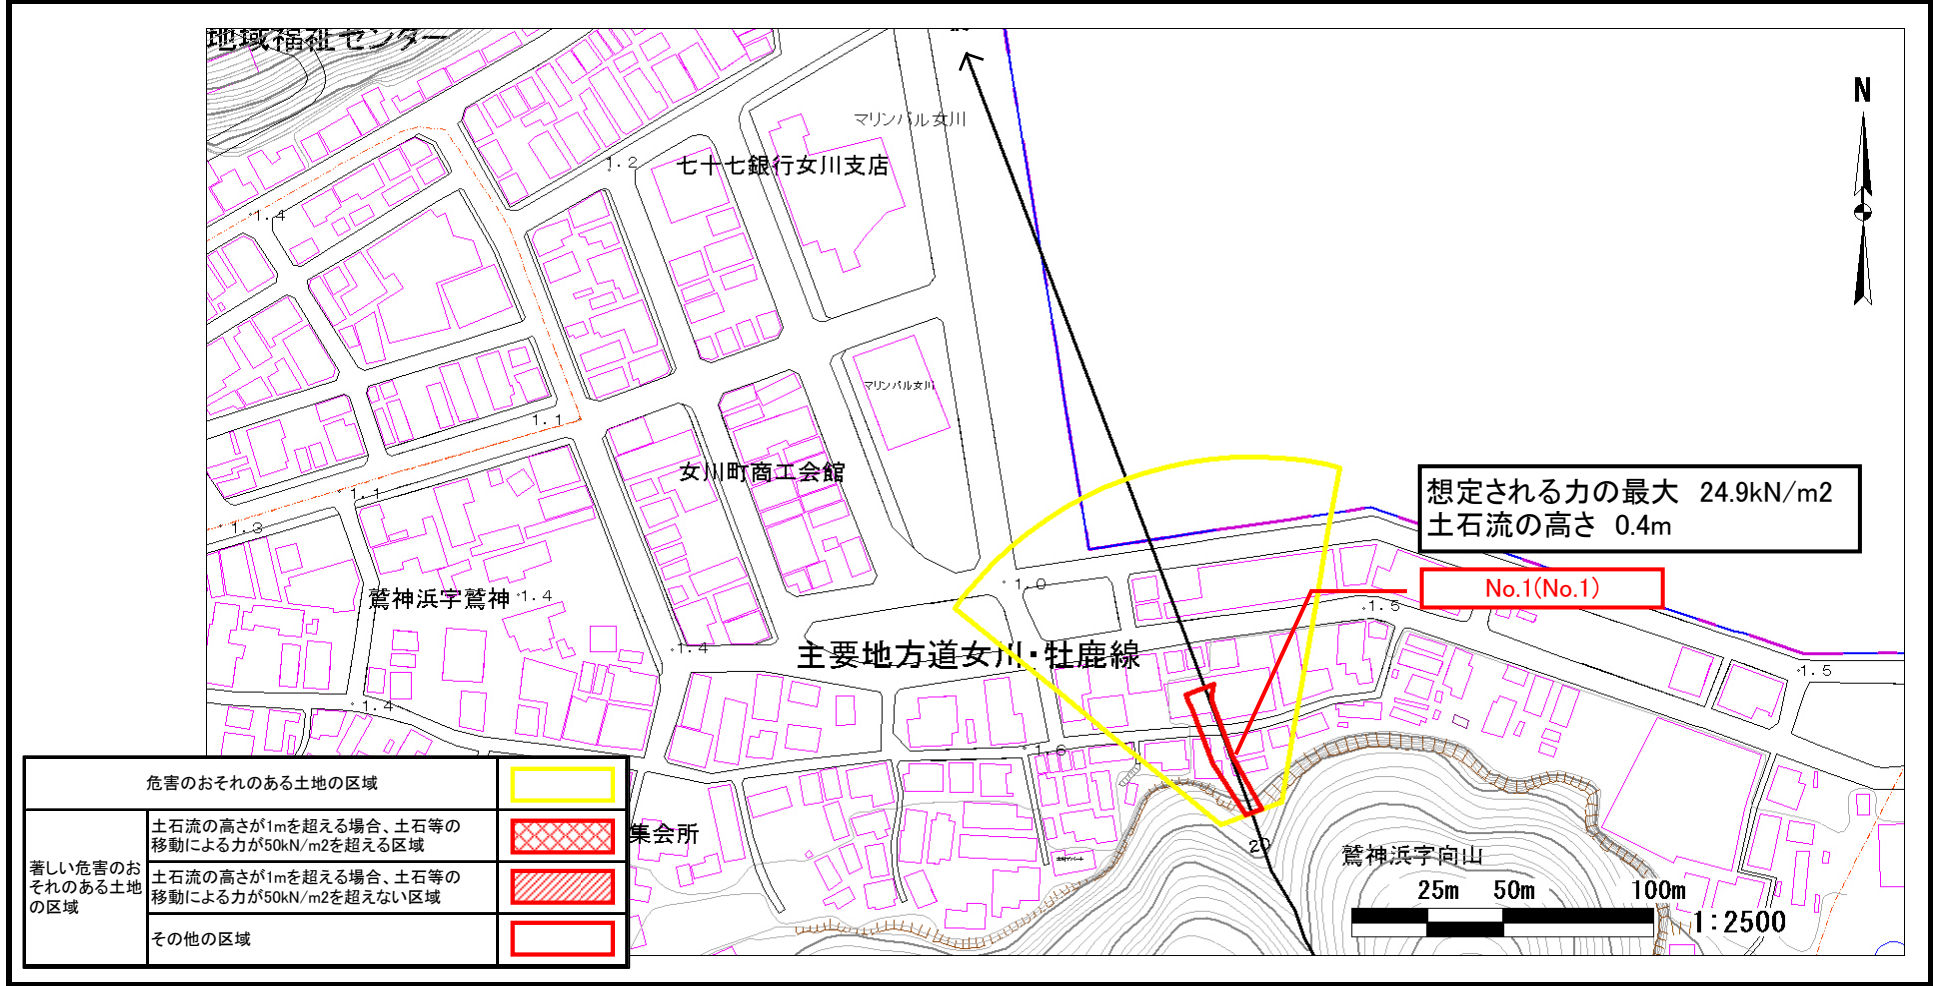 地域福祉センター
マリンパル女川
N
1.2
七十七銀行女川支店
1.4
マリンパル女川
1.1
女川町商工会館
1.1
1.3
想定される力の最大 24.9kN/m2
土石流の高さ 0.4m
No.1(No.1)
1.0
鷲神浜字鷲神
1.4
1.5
主要地方道女川・牡鹿線
1.4
1.5
1.4
1.6
集会所
20
鷲神浜字向山
25m 50m 100m
1:2500
危害のおそれのある土地の区域
著しい危害のお
それのある土地
の区域
土石流の高さが1mを超える場合、土石等の
移動による力が50kN/m2を超える区域
土石流の高さが1mを超える場合、土石等の
移動による力が50kN/m2を超えない区域
その他の区域